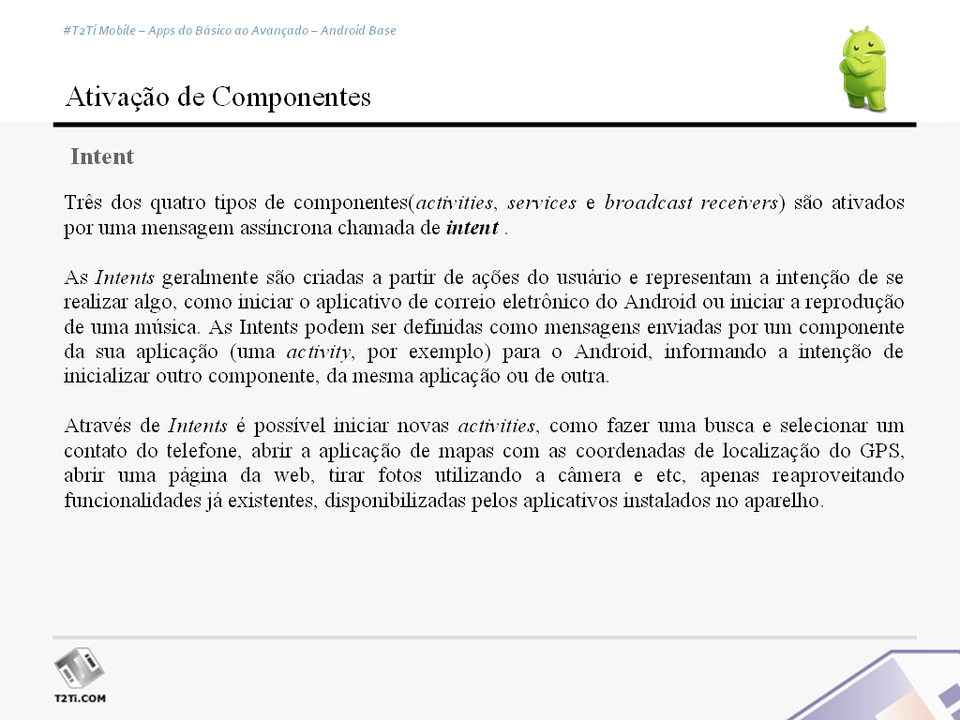 #T2Ti Mobile – Apps do Básico ao Avançado – Android Base
Ativação de Componentes
Intent
Três dos quatro tipos de componentes(activities, services e broadcast receivers) são ativados
por uma mensagem assíncrona chamada de intent .
As Intents geralmente são criadas a partir de ações do usuário e representam a intenção de se
realizar algo, como iniciar o aplicativo de correio eletrônico do Android ou iniciar a reprodução
de uma música. As Intents podem ser definidas como mensagens enviadas por um componente
da sua aplicação (uma activity, por exemplo) para o Android, informando a intenção de
inicializar outro componente, da mesma aplicação ou de outra.
Através de Intents é possível iniciar novas activities, como fazer uma busca e selecionar um
contato do telefone, abrir a aplicação de mapas com as coordenadas de localização do GPS,
abrir uma página da web, tirar fotos utilizando a câmera e etc, apenas reaproveitando
funcionalidades já existentes, disponibilizadas pelos aplicativos instalados no aparelho.
T2Ti.COM